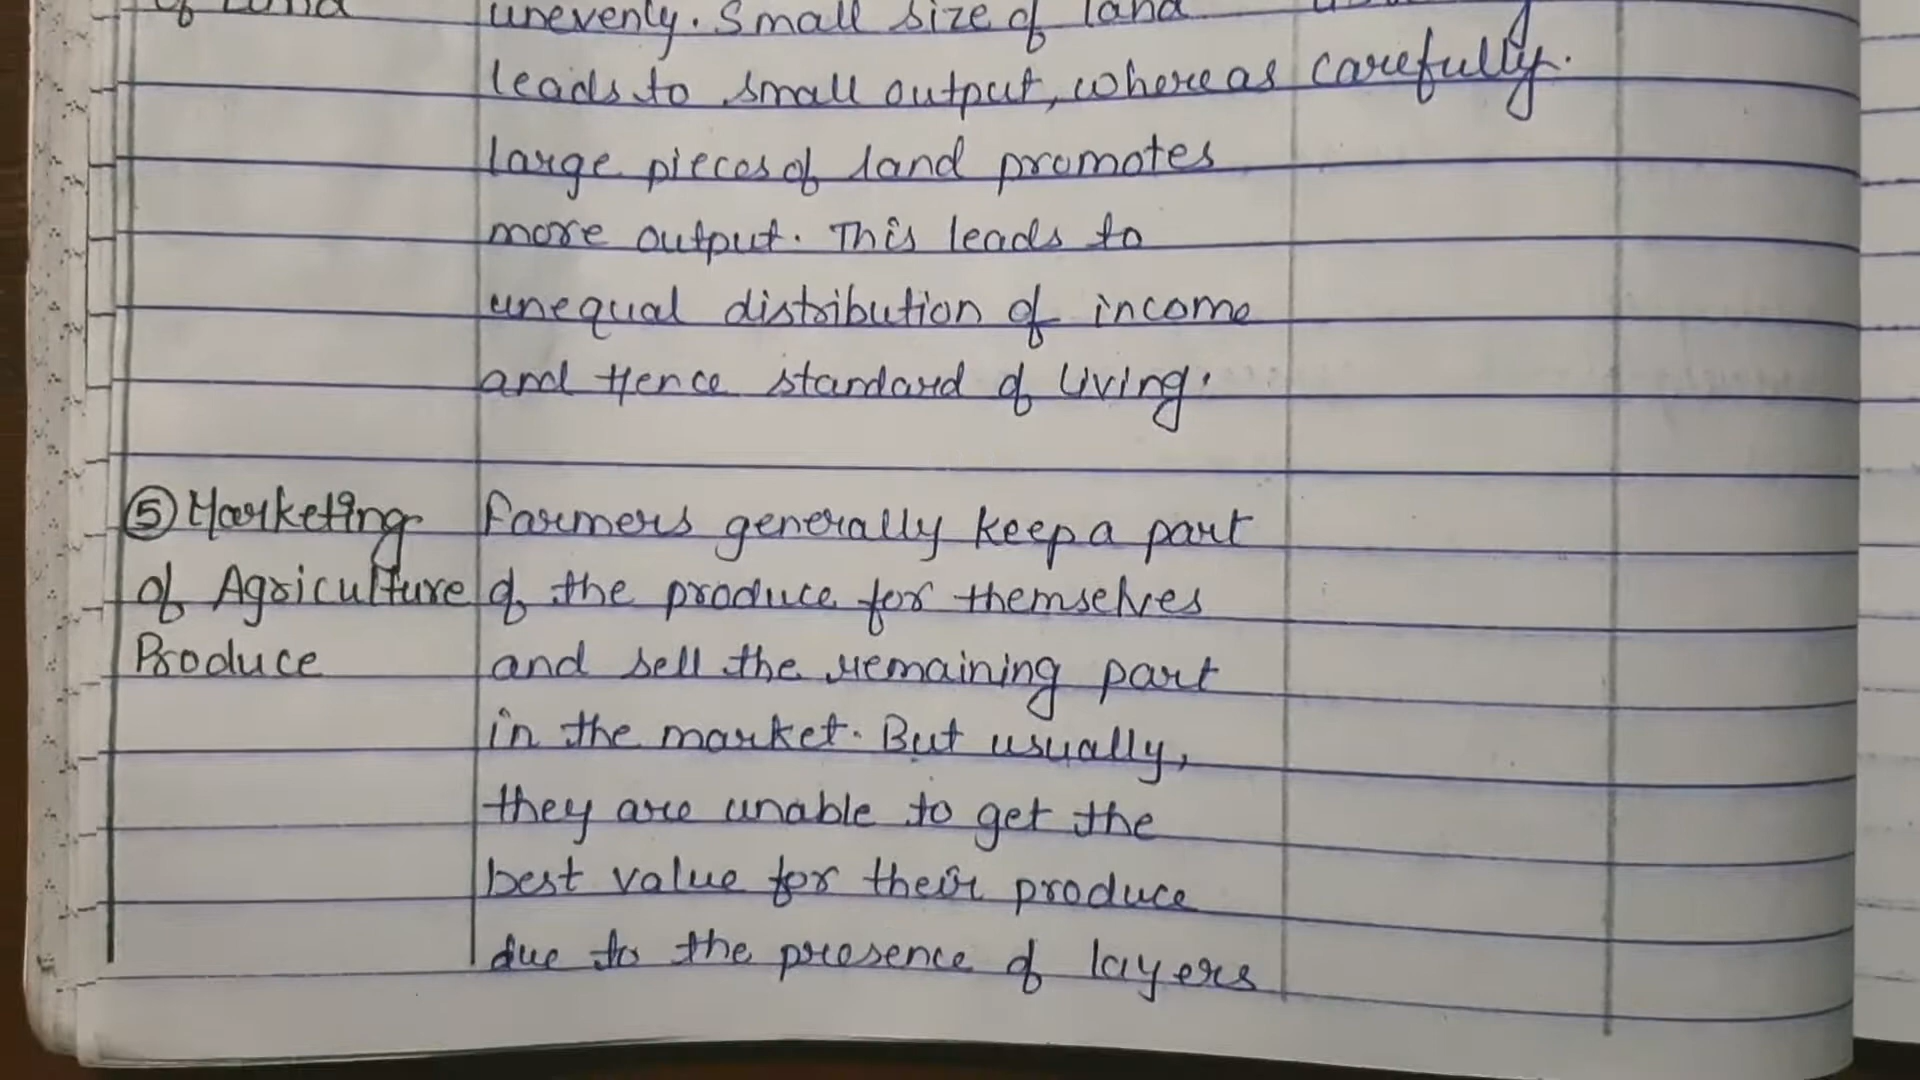 of Land
unevenly. Small size of land
leads to small output, whereas
large pieces of land promotes
more output. This leads to
unequal distribution of income
and Hence standard of living.
carefully.
⑤ Marketing
of Agriculture
Produce
Farmers generally keep a part
of the produce for themselves
and sell the remaining part
in the market. But usually,
they are unable to get the
best value for their produce
due to the presence of layers